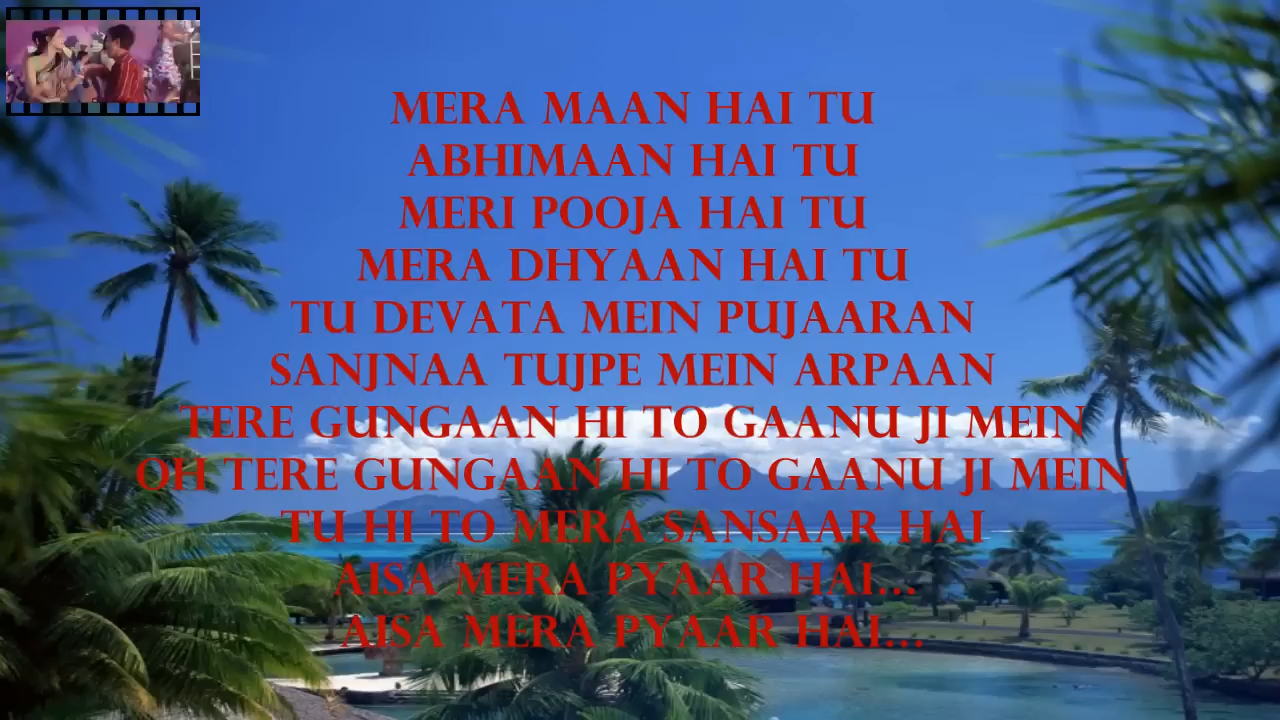 MERA MAAN HAI TU
ABHIMAAN HAI TU
MERI POOJA HAI TU
MERA DHYAAN HAI TU
TU DEVATA MEIN PUJAARAN
SANJNAA TUJPE MEIN ARPAAN
TERE GUNGAAN HI TO GAANU JI MEIN
OH TERE GUNGAAN HI TO GAANU JI MEIN
TU HI TO MERA SANSAAR HAI
AISA MERA PYAAR HAI...
AISA MERA PYAAR HAI...